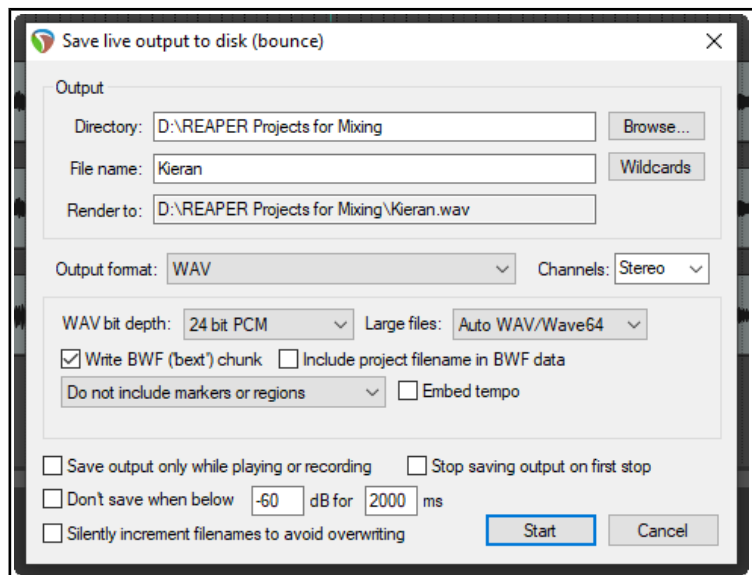 Save live output to disk (bounce)
Output
Directory: D:\REAPER Projects for Mixing Browse...
File name: Kieran Wildcards
Render to: D:\REAPER Projects for Mixing\Kieran.wav
Output format: WAV Channels: Stereo
WAV bit depth: 24 bit PCM Large files: Auto WAV/Wave64
Write BWF ('bext') chunk Include project filename in BWF data
Do not include markers or regions Embed tempo
Save output only while playing or recording Stop saving output on first stop
Don't save when below -60 dB for 2000 ms
Silently increment filenames to avoid overwriting Start Cancel